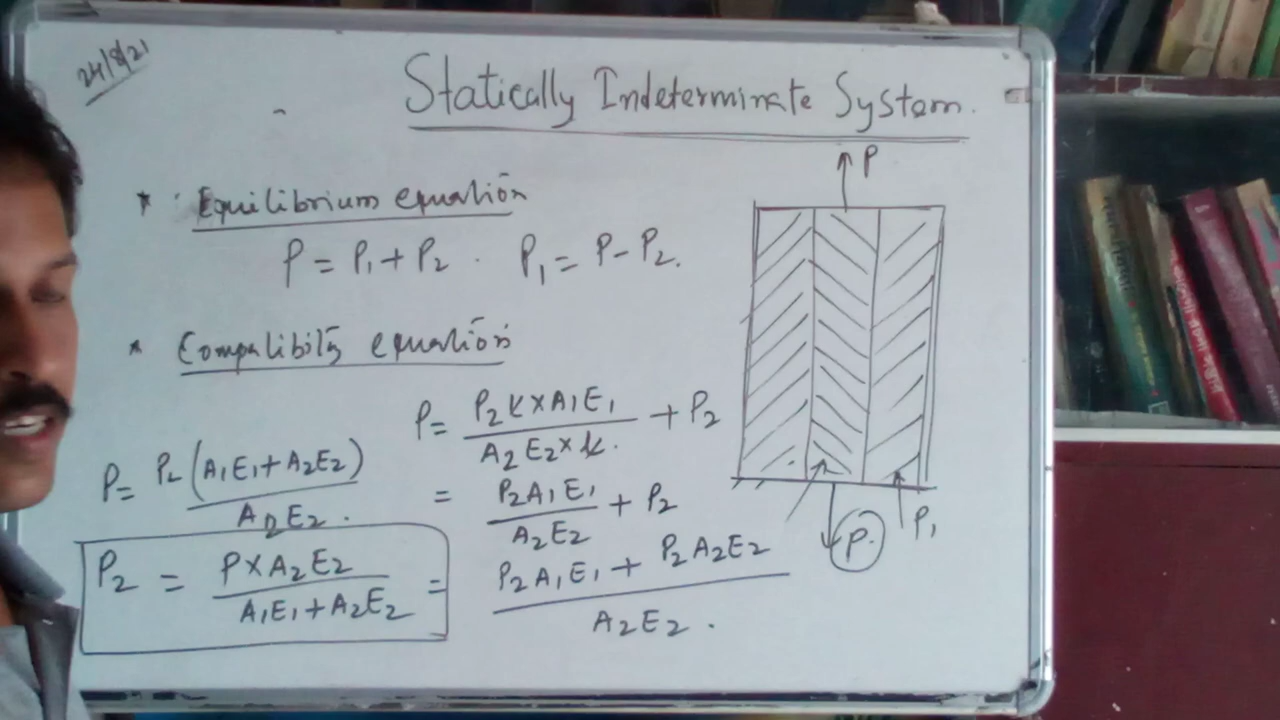 24/8/21
Statically Indeterminate System.
* Equilibrium equation
P = P1 + P2 . P1 = P - P2.
* Compatibility equation
P = P2 L × A1E1 / A2E2 × L. + P2
= P2A1E1 / A2E2 + P2
P2A1E1 + P2A2E2 / A2E2 .
P = P2 (A1E1 + A2E2) / A2E2 .
P2 = P × A2E2 / A1E1 + A2E2 =
P
P.
P1